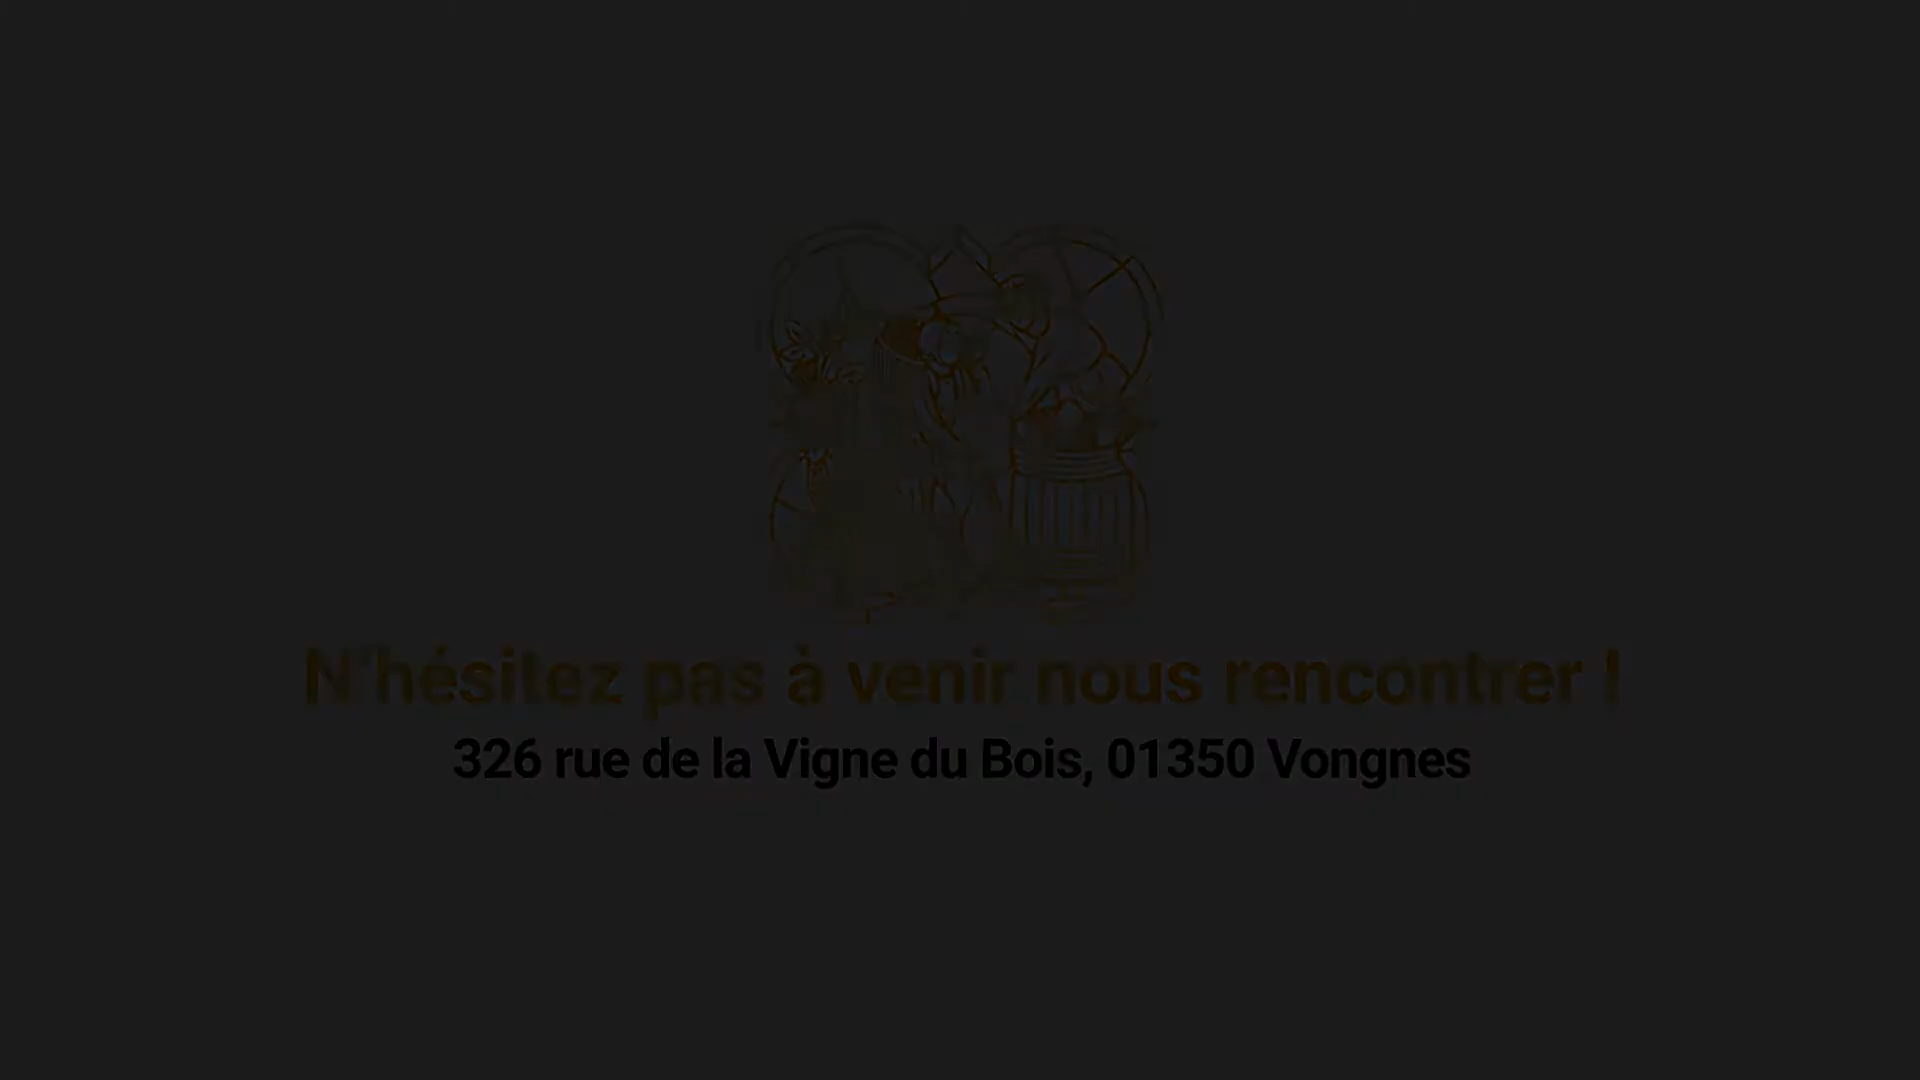 N'hésitez pas à venir nous rencontrer !
326 rue de la Vigne du Bois, 01350 Vongnes